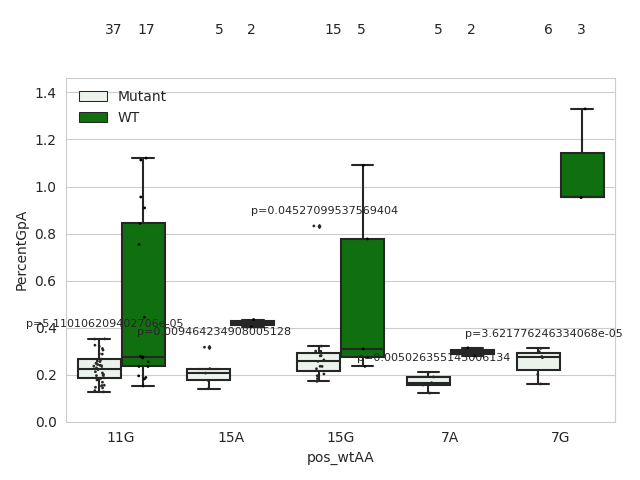 37 17 5 2 15 5 5 2 6 3
1.4
Mutant
WT
1.2
1.0
p=0.04527099537569404
0.8
PercentGpA
0.6
p=5.110106209402706e-05
0.4
p=0.009464234908005128
p=3.621776246334068e-05
0.2
0.0
11G 15A 15G 7A 7G
pos_wtAA